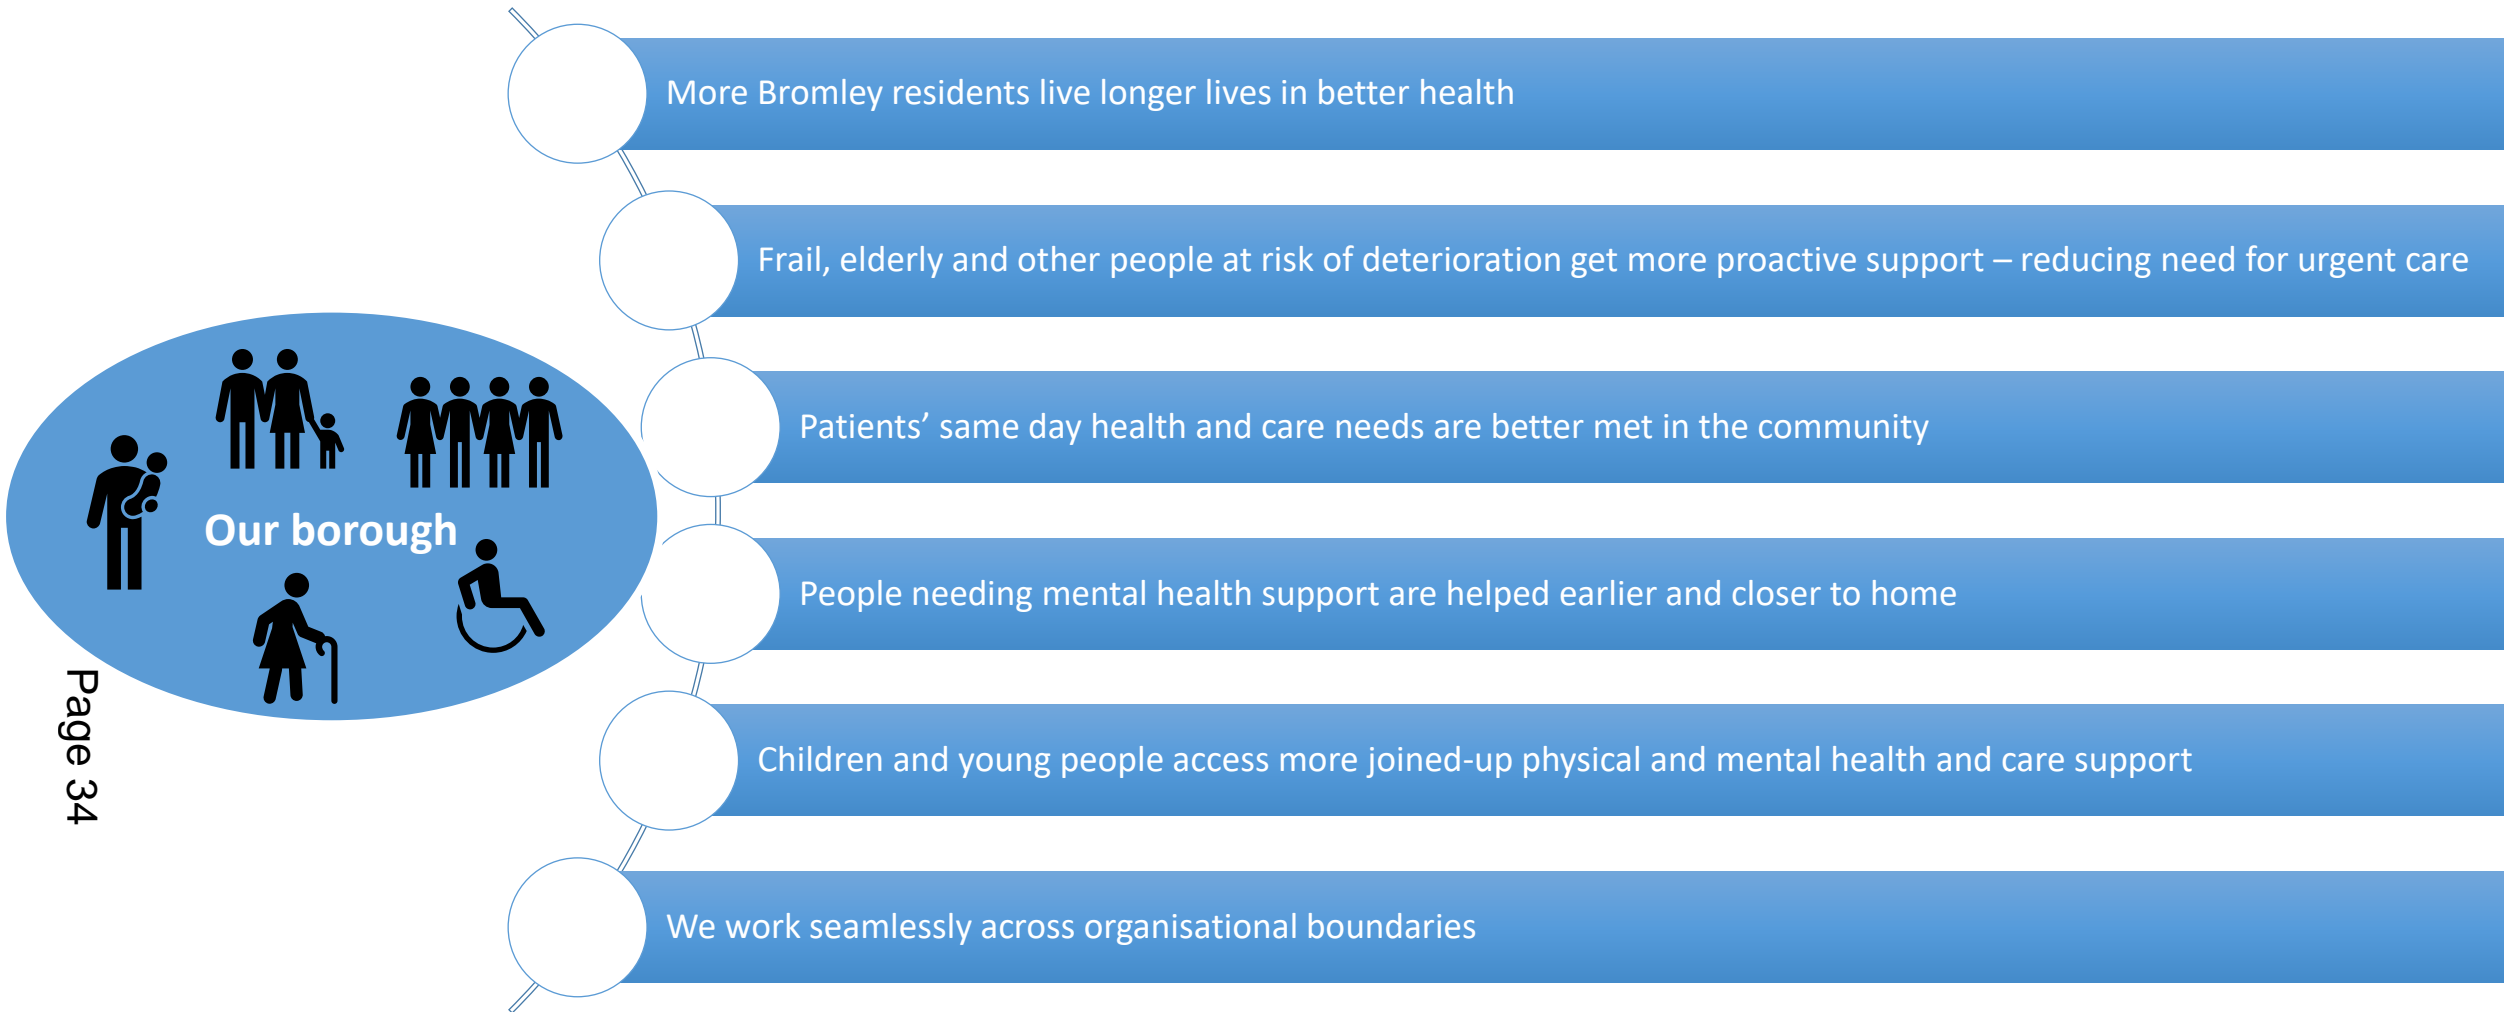 More Bromley residents live longer lives in better health
Frail, elderly and other people at risk of deterioration get more proactive support – reducing need for urgent care
Patients’ same day health and care needs are better met in the community
Our borough
People needing mental health support are helped earlier and closer to home
Children and young people access more joined-up physical and mental health and care support
We work seamlessly across organisational boundaries
Page 34